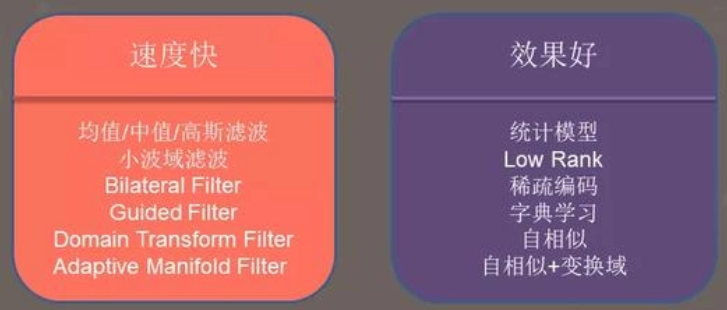 速度快
均值/中值/高斯滤波
小波域滤波
Bilateral Filter
Guided Filter
Domain Transform Filter
Adaptive Manifold Filter
效果好
统计模型
Low Rank
稀疏编码
字典学习
自相似
自相似+变换域